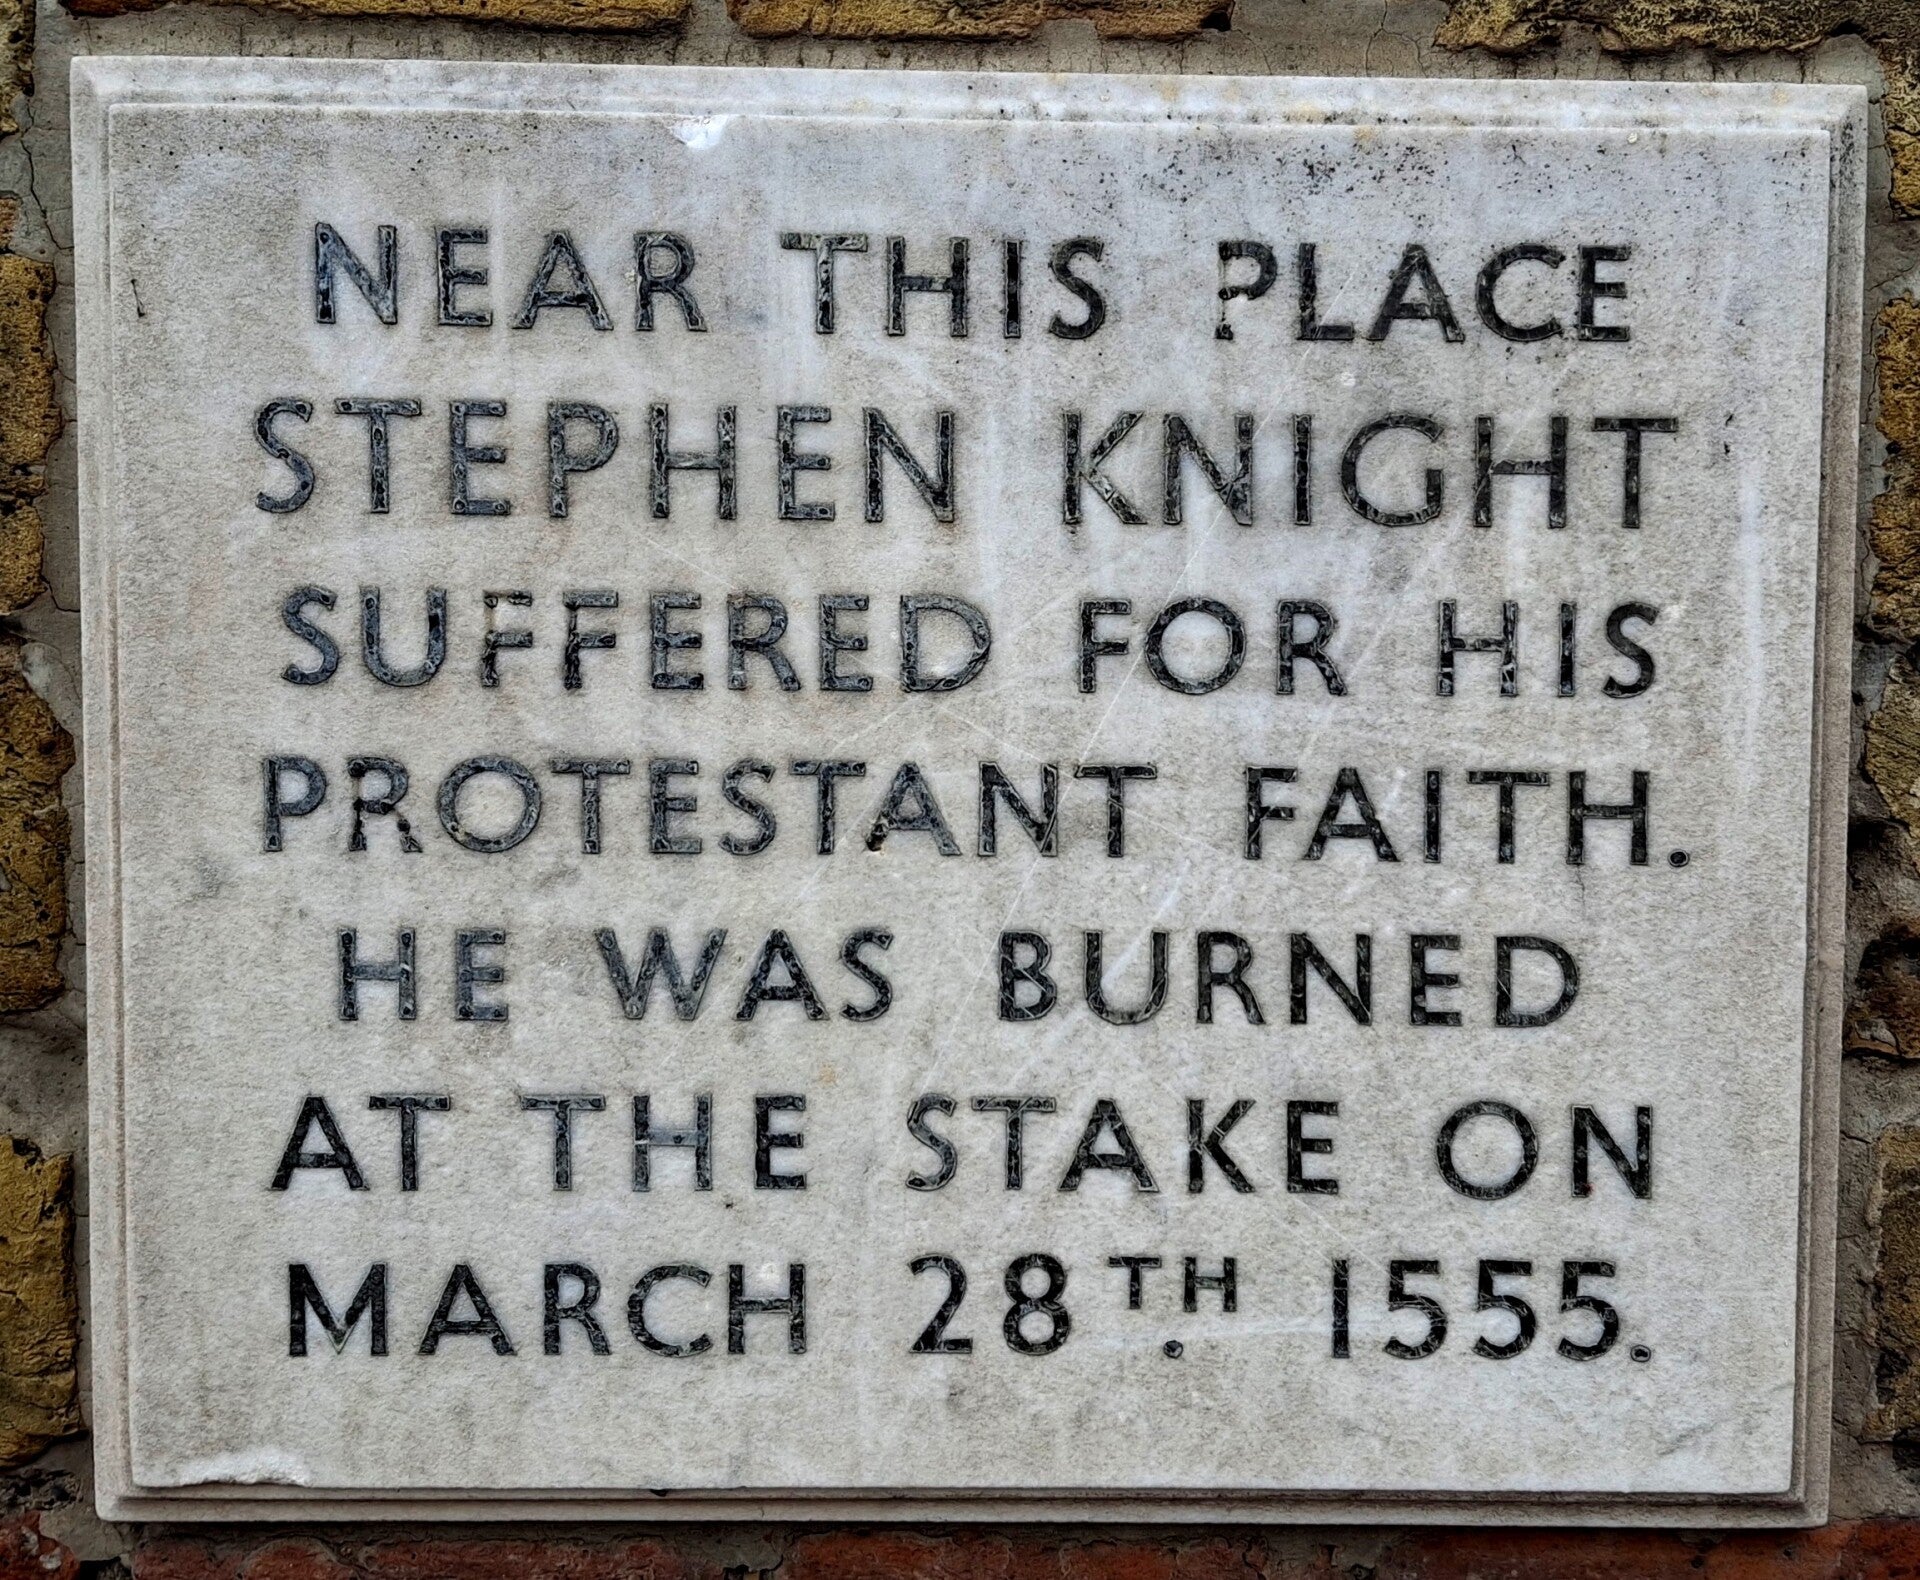 NEAR THIS PLACE
STEPHEN KNIGHT
SUFFERED FOR HIS
PROTESTANT FAITH.
HE WAS BURNED
AT THE STAKE ON
MARCH 28TH. 1555.